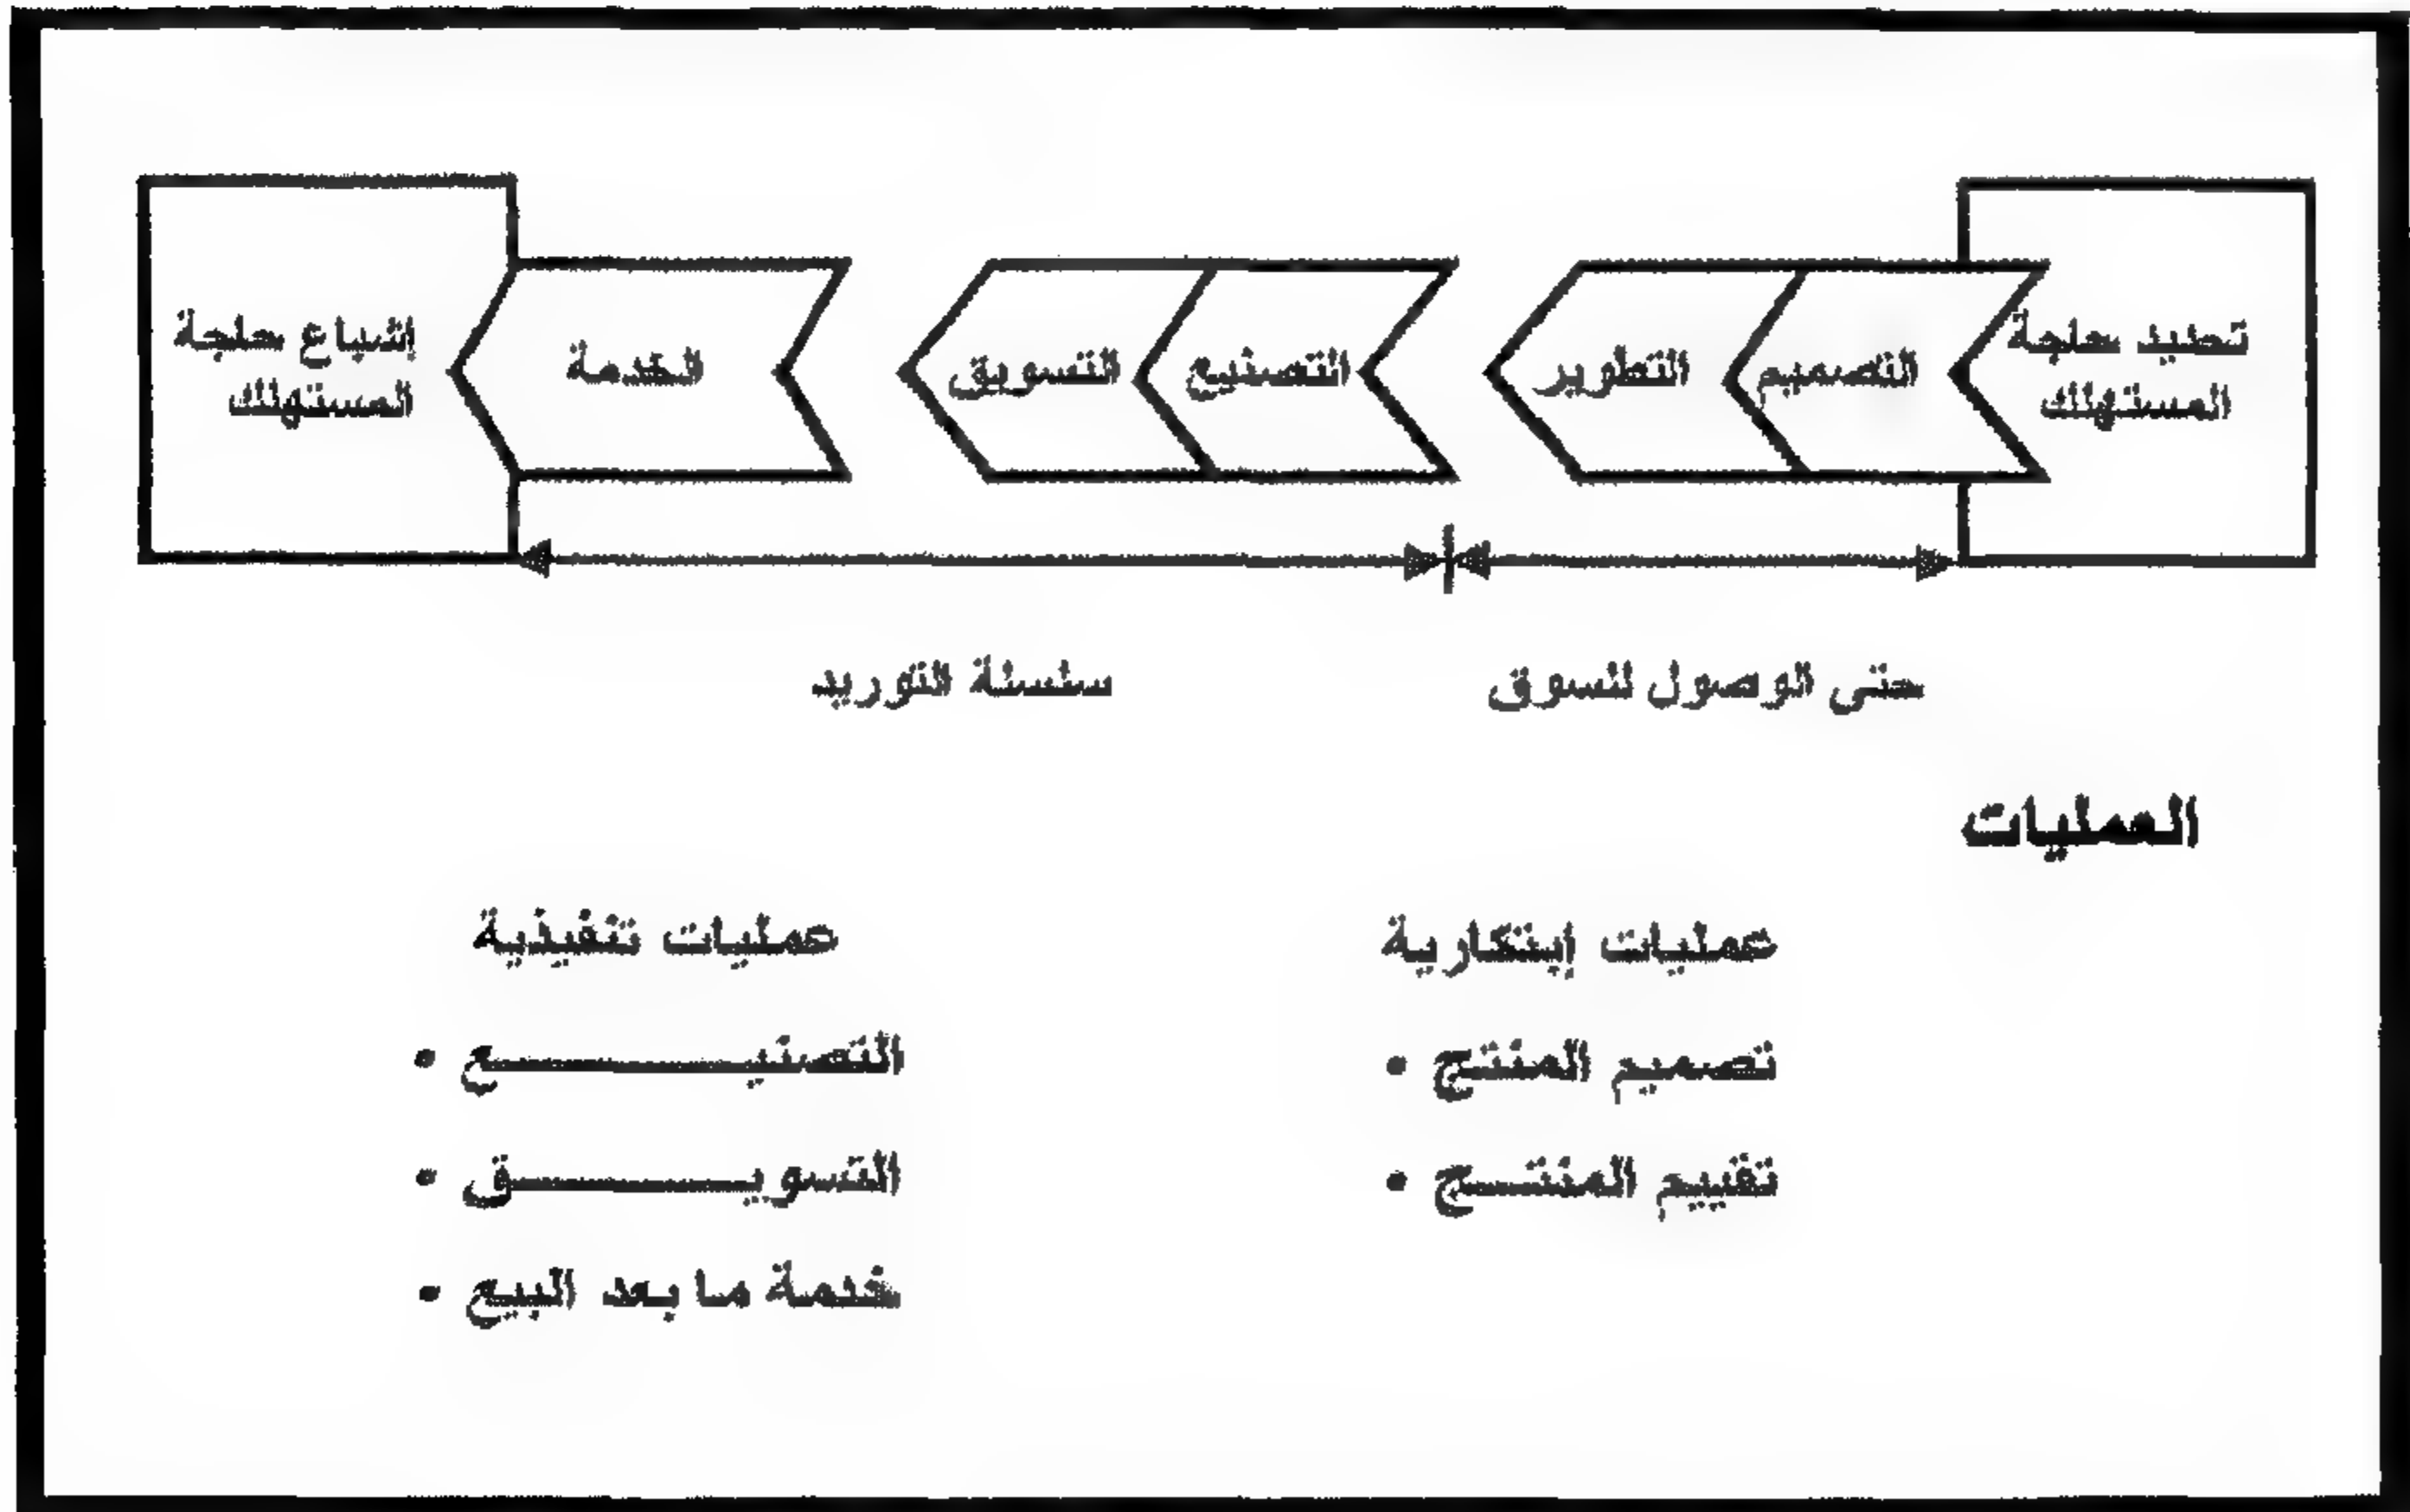 تحديد حاجة
المستهلك
التصميم
التطوير
التصنيع
التسويق
الخدمة
إشباع حاجة
المستهلك
حتى الوصول للسوق
سلسلة التوريد
العمليات
عمليات إبتكارية
تصميم المنتج •
تقييم المنتـج •
عمليات تنفيذية
التصنيـــــــــع •
التسويـــــــــق •
خدمة ما بعد البيع •